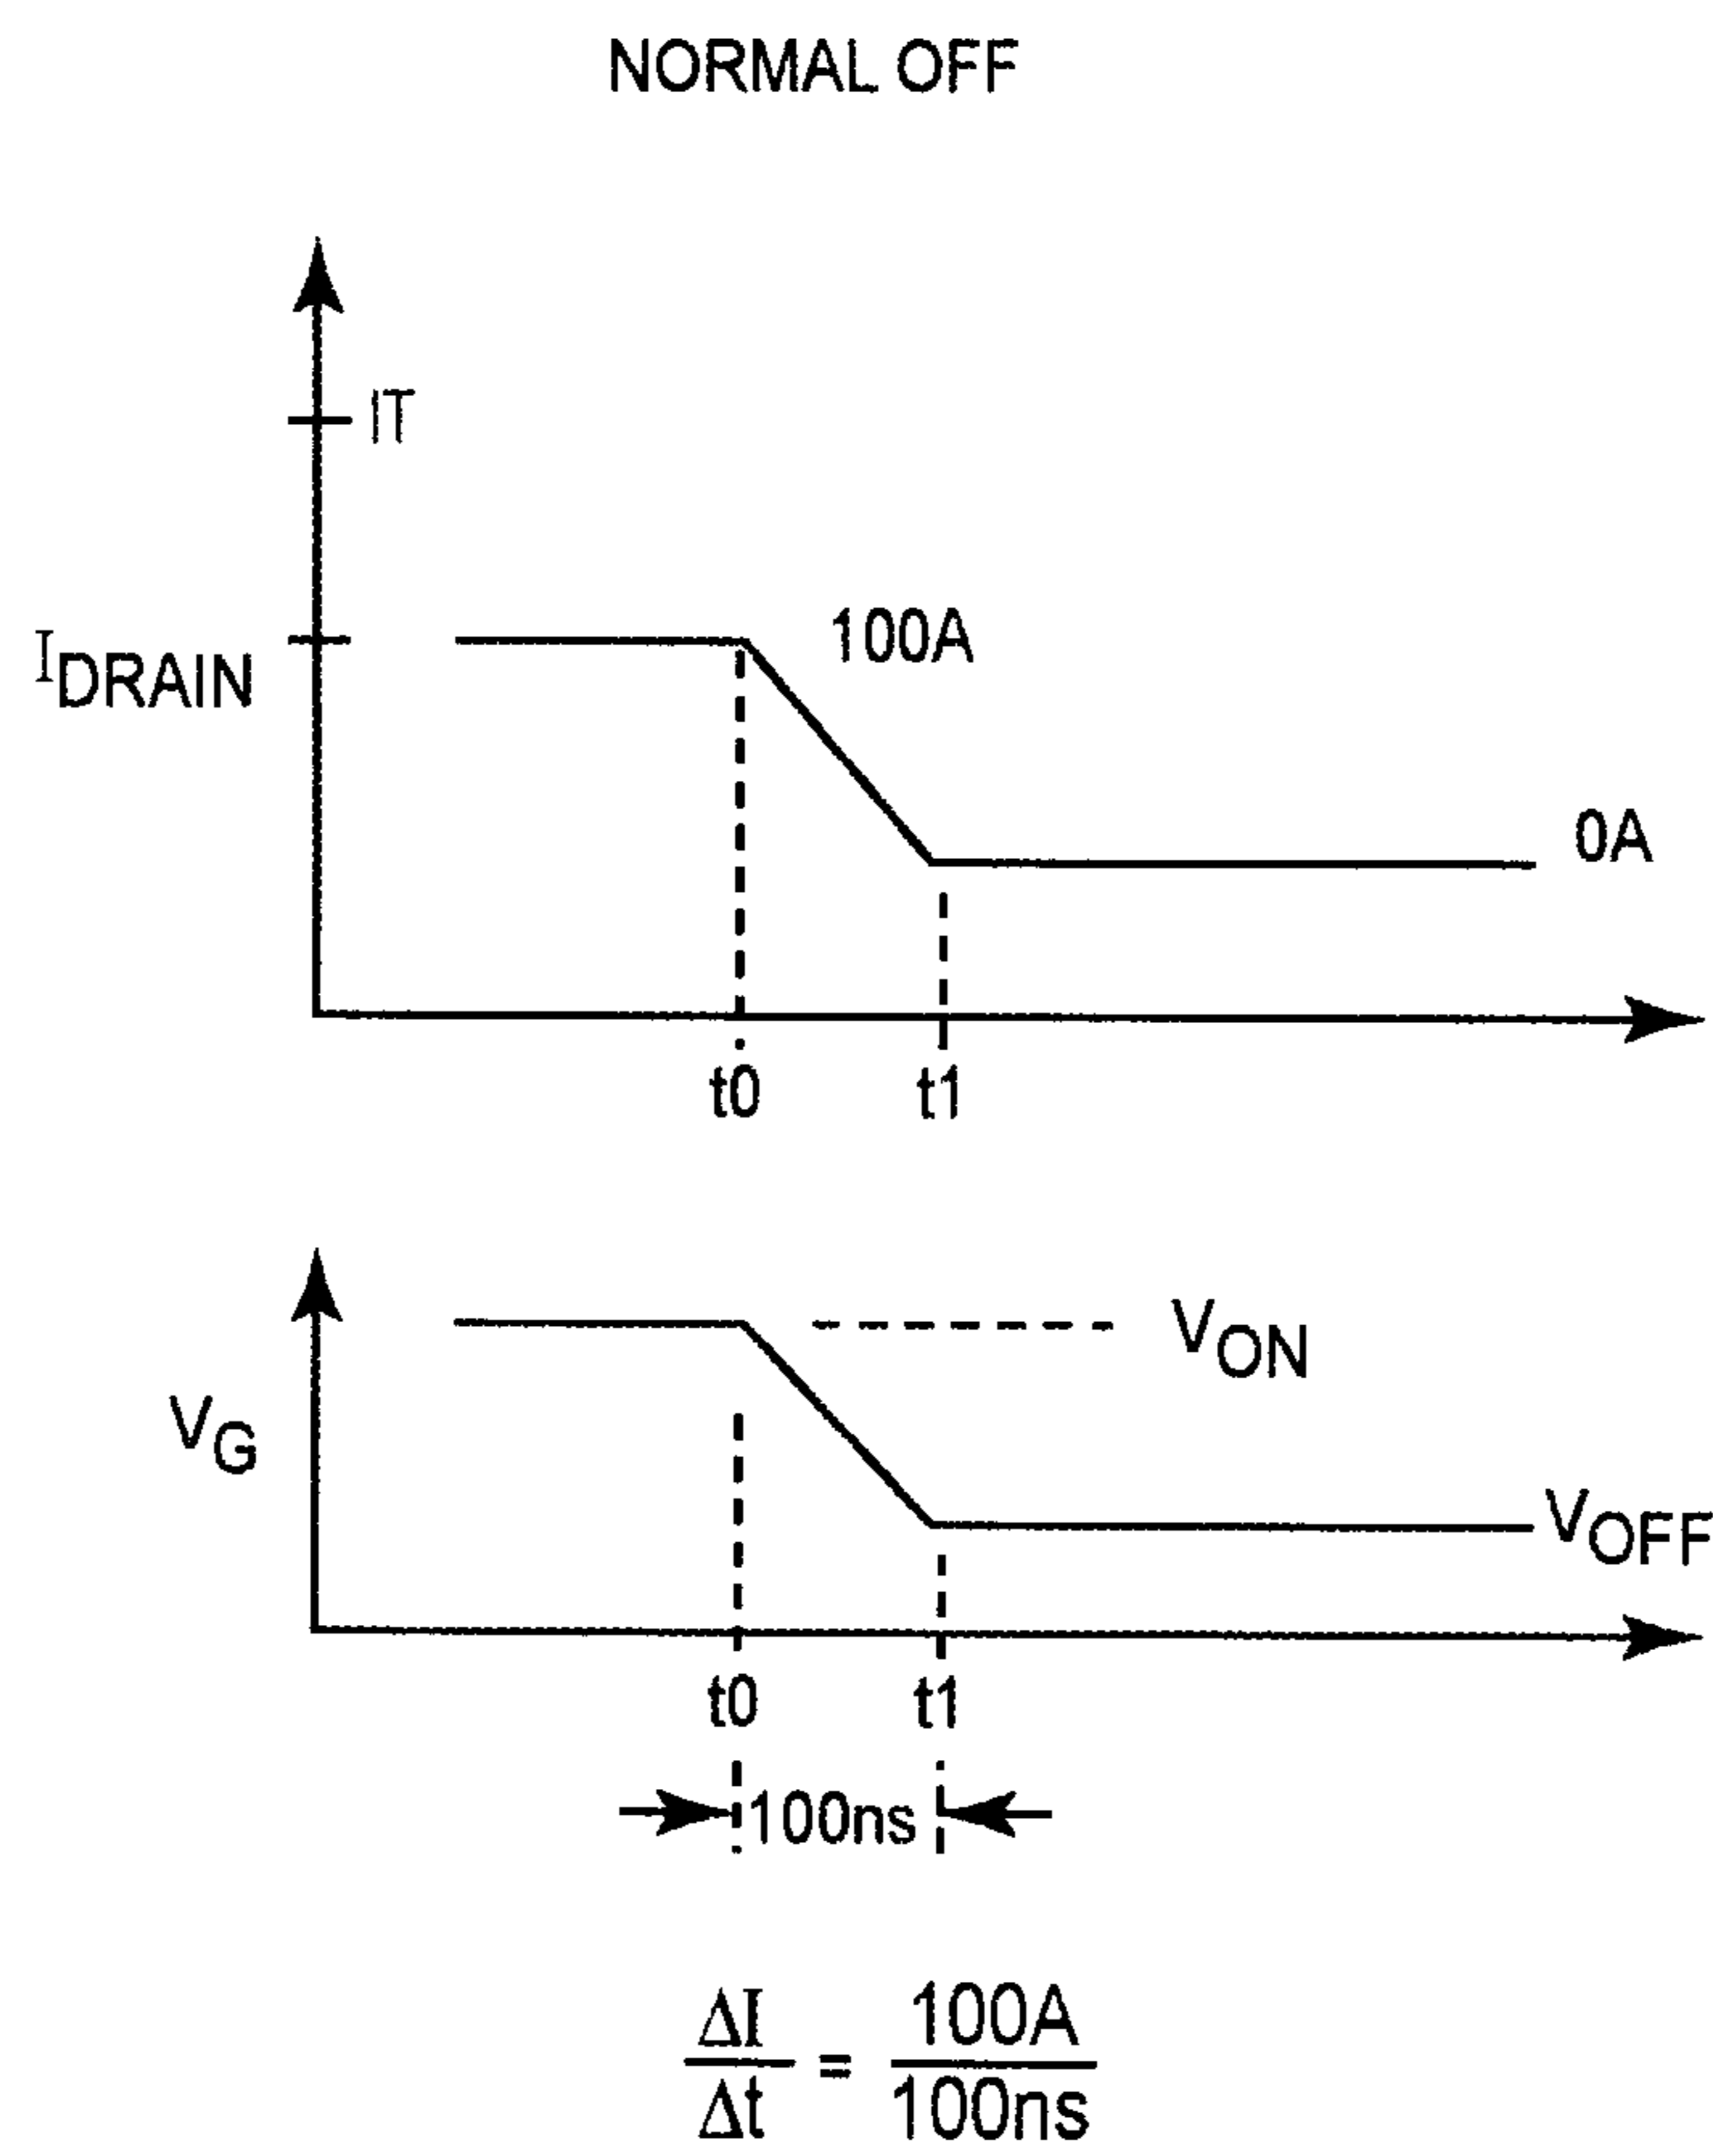 NORMAL OFF
IT
100A
IDRAIN
0A
t0 t1
VON
VG
VOFF
t0 t1
100ns
ΔI/Δt = 100A/100ns